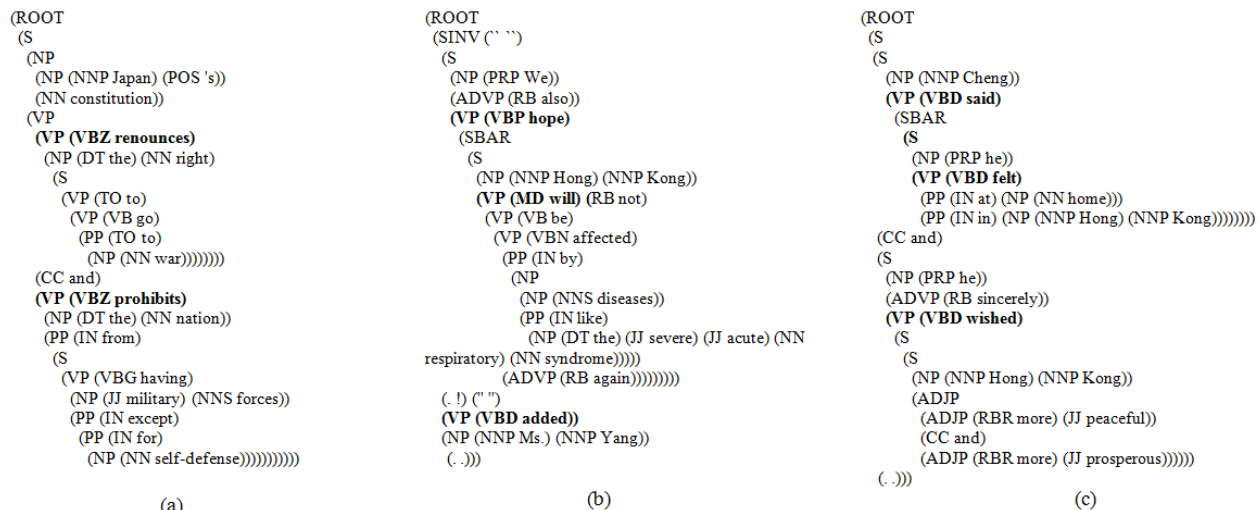 (ROOT
(S
(NP
(NP (NNP Japan) (POS 's))
(NN constitution))
(VP
(VP (VBZ renounces)
(NP (DT the) (NN right)
(S
(VP (TO to)
(VP (VB go)
(PP (TO to)
(NP (NN war))))))))
(CC and)
(VP (VBZ prohibits)
(NP (DT the) (NN nation))
(PP (IN from)
(S
(VP (VBG having)
(NP (JJ military) (NNS forces))
(PP (IN except)
(PP (IN for)
(NP (NN self-defense)))))))))))
(a)
(ROOT
(SINV (`` ``)
(S
(NP (PRP We))
(ADVP (RB also))
(VP (VBP hope)
(SBAR
(S
(NP (NNP Hong) (NNP Kong))
(VP (MD will) (RB not)
(VP (VB be)
(VP (VBN affected)
(PP (IN by)
(NP
(NP (NNS diseases))
(PP (IN like)
(NP (DT the) (JJ severe) (JJ acute) (NN
respiratory) (NN syndrome)))))
(ADVP (RB again)))))))))
(. !) ('' '')
(VP (VBD added))
(NP (NNP Ms.) (NNP Yang))
(. .)))
(b)
(ROOT
(S
(S
(NP (NNP Cheng))
(VP (VBD said)
(SBAR
(S
(NP (PRP he))
(VP (VBD felt)
(PP (IN at) (NP (NN home)))
(PP (IN in) (NP (NNP Hong) (NNP Kong))))))))
(CC and)
(S
(NP (PRP he))
(ADVP (RB sincerely))
(VP (VBD wished)
(S
(S
(NP (NNP Hong) (NNP Kong))
(ADJP
(ADJP (RBR more) (JJ peaceful))
(CC and)
(ADJP (RBR more) (JJ prosperous))))))
(. .)))
(c)